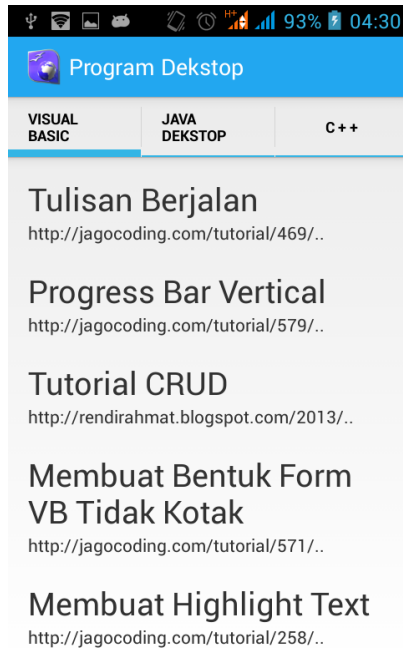 H+ 93% 04:30
Program Dekstop
VISUAL
BASIC
JAVA
DEKSTOP
C++
Tulisan Berjalan
http://jagocoding.com/tutorial/469/..
Progress Bar Vertical
http://jagocoding.com/tutorial/579/..
Tutorial CRUD
http://rendirahmat.blogspot.com/2013/..
Membuat Bentuk Form
VB Tidak Kotak
http://jagocoding.com/tutorial/571/..
Membuat Highlight Text
http://jagocoding.com/tutorial/258/..